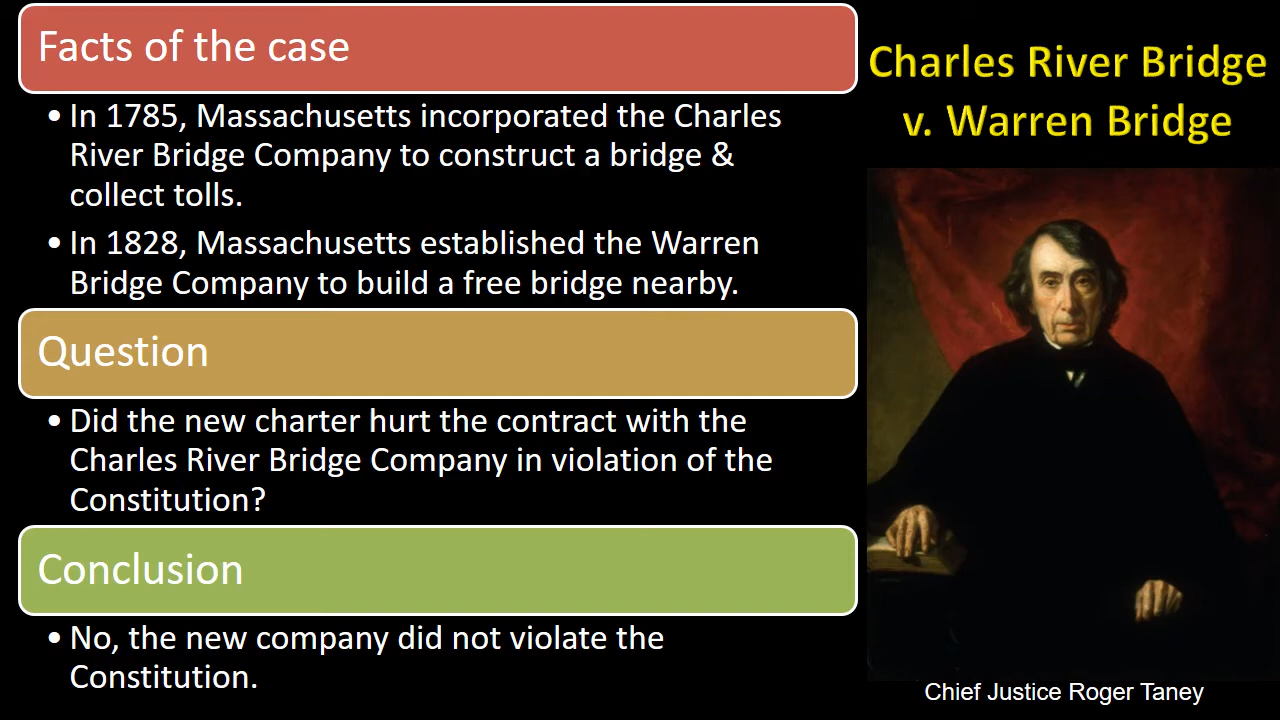 Facts of the case
• In 1785, Massachusetts incorporated the Charles
River Bridge Company to construct a bridge &
collect tolls.
• In 1828, Massachusetts established the Warren
Bridge Company to build a free bridge nearby.
Question
• Did the new charter hurt the contract with the
Charles River Bridge Company in violation of the
Constitution?
Conclusion
• No, the new company did not violate the
Constitution.
Charles River Bridge
v. Warren Bridge
Chief Justice Roger Taney